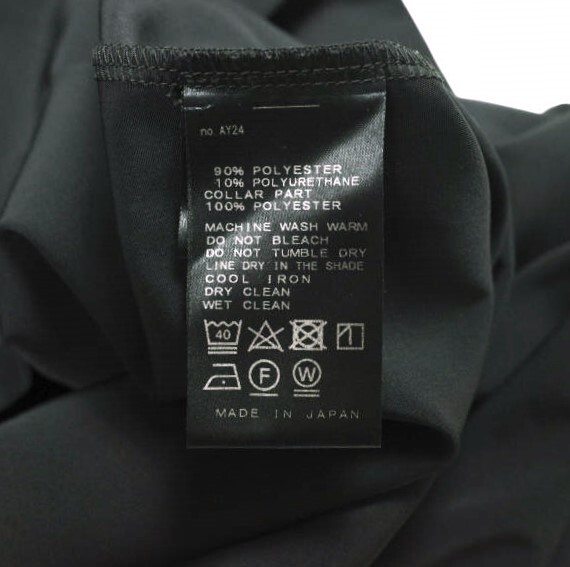 no.AY24
90% POLYESTER
10% POLYURETHANE
COLLAR PART
100% POLYESTER
MACHINE WASH WARM
DO NOT BLEACH
DO NOT TUMBLE DRY
LINE DRY IN THE SHADE
COOL IRON
DRY CLEAN
WET CLEAN
40
F W
MADE IN JAPAN